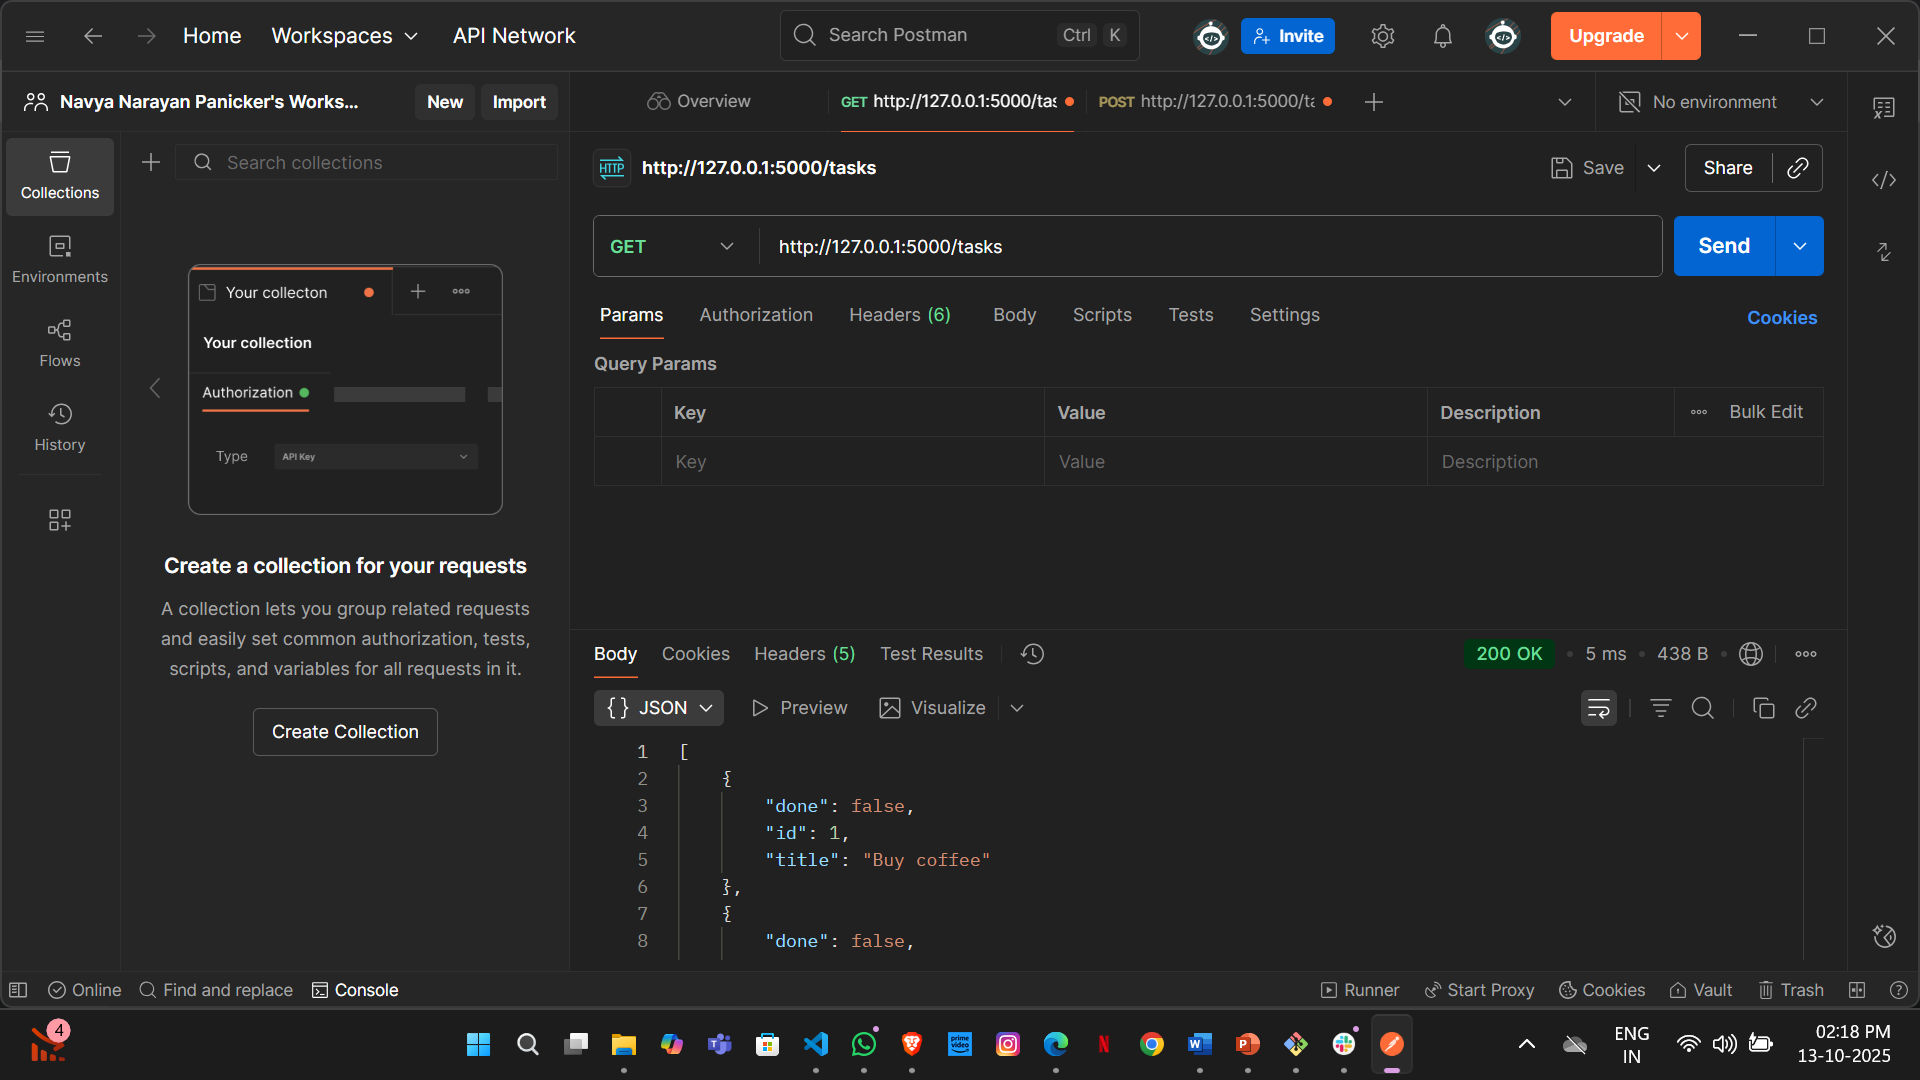 Home
Workspaces
API Network
Search Postman
Ctrl K
Invite
Upgrade
Navya Narayan Panicker's Works...
New
Import
Overview
GET http://127.0.0.1:5000/tas
POST http://127.0.0.1:5000/ta
No environment
Collections
Environments
Flows
History
Search collections
Your collecton
Your collection
Authorization
Type
API Key
Create a collection for your requests
A collection lets you group related requests
and easily set common authorization, tests,
scripts, and variables for all requests in it.
Create Collection
HTTP
http://127.0.0.1:5000/tasks
Save
Share
GET
http://127.0.0.1:5000/tasks
Send
Params Authorization Headers (6) Body Scripts Tests Settings
Cookies
Query Params
Key Value Description Bulk Edit
Key Value Description
Body Cookies Headers (5) Test Results
200 OK • 5 ms • 438 B •
{} JSON
Preview
Visualize
1 [
2 {
3 "done": false,
4 "id": 1,
5 "title": "Buy coffee"
6 },
7 {
8 "done": false,
Online
Find and replace
Console
Runner
Start Proxy
Cookies
Vault
Trash
4
prime video
ENG
IN
02:18 PM
13-10-2025